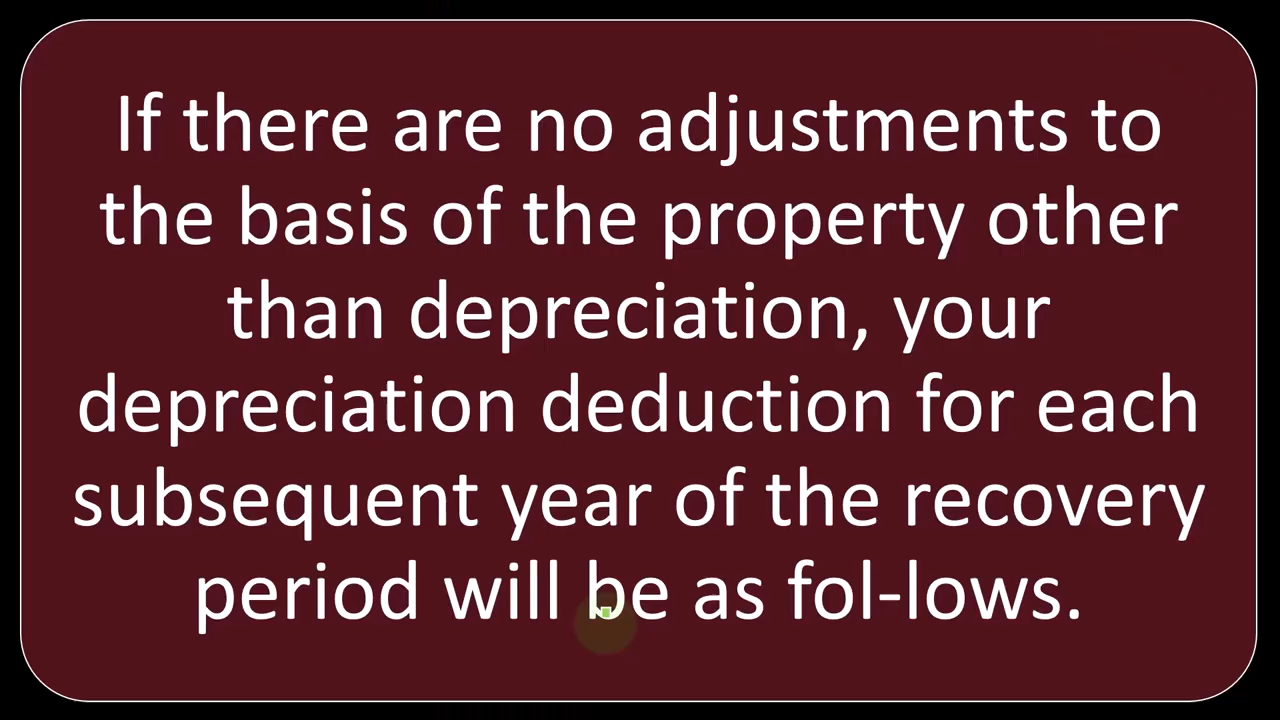 If there are no adjustments to
the basis of the property other
than depreciation, your
depreciation deduction for each
subsequent year of the recovery
period will be as fol-lows.